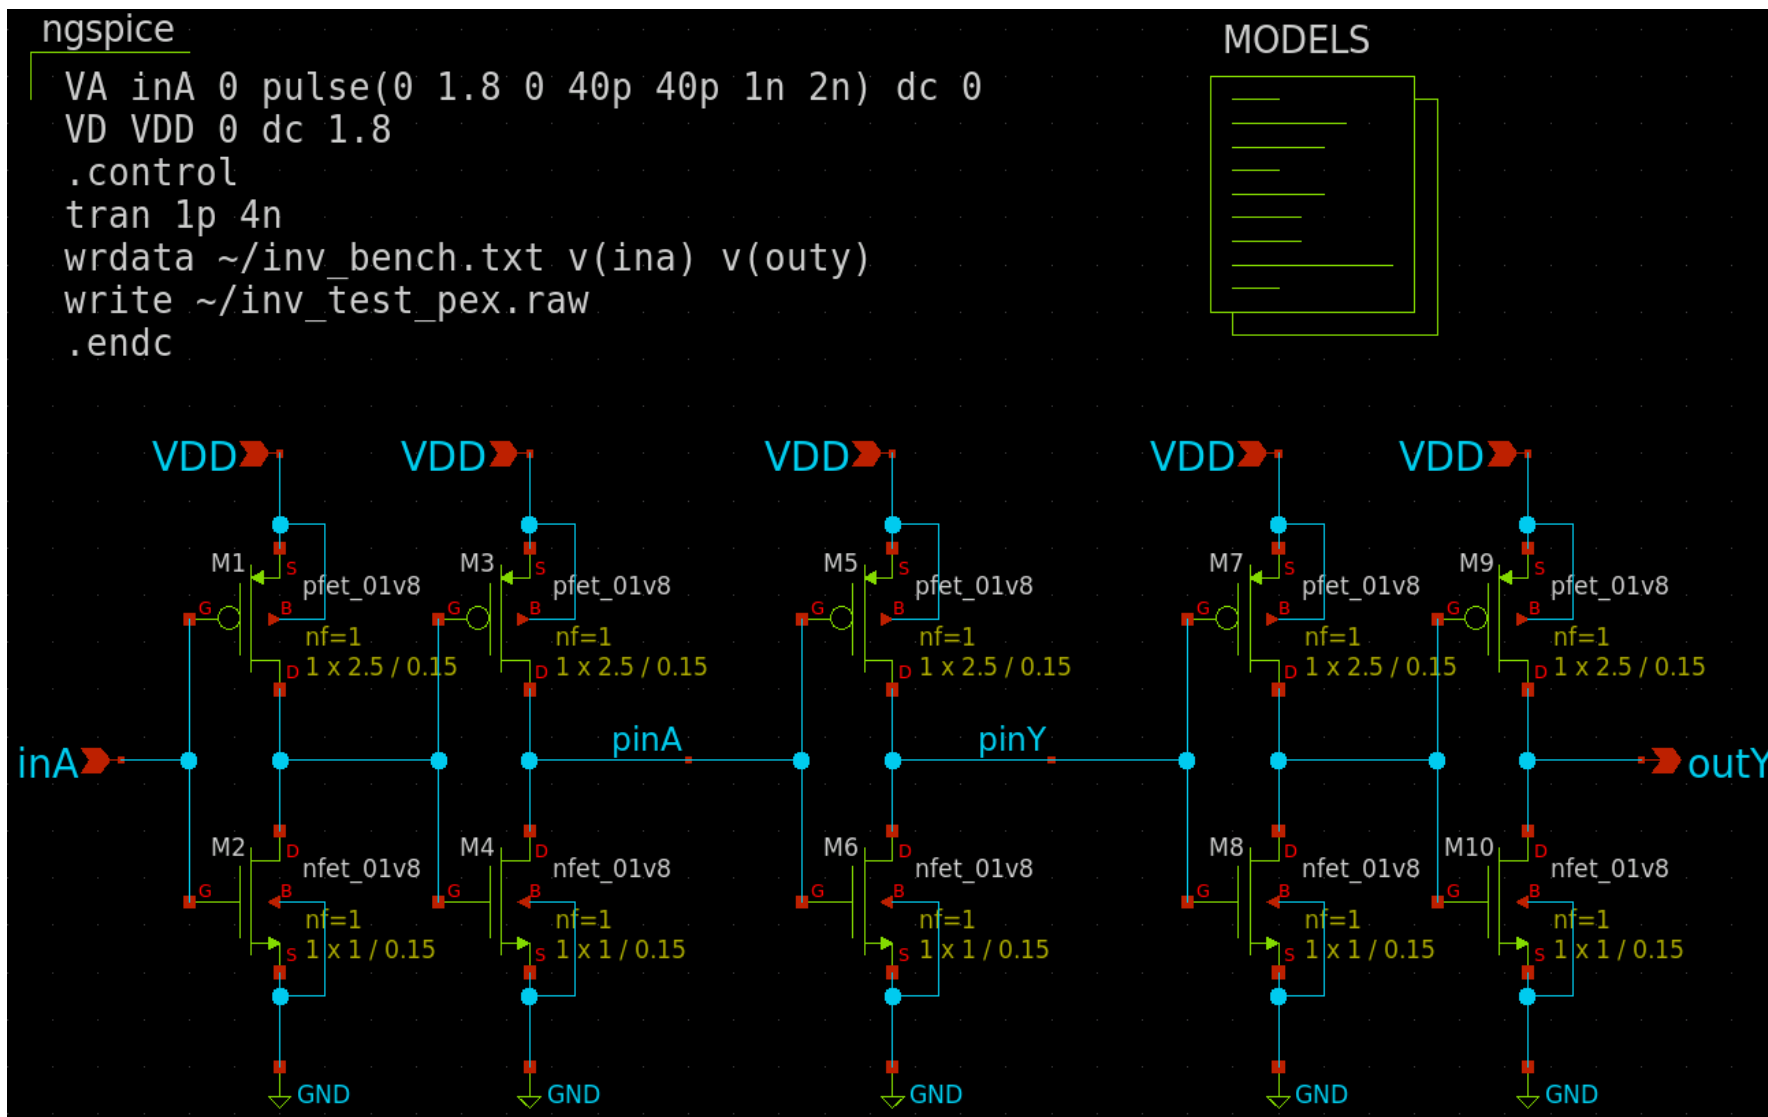 ngspice
MODELS
VA inA 0 pulse(0 1.8 0 40p 40p 1n 2n) dc 0
VD VDD 0 dc 1.8
.control
tran 1p 4n
wrdata ~/inv_bench.txt v(ina) v(outy)
write ~/inv_test_pex.raw
.endc
VDD VDD VDD VDD VDD
M1 S M3 S M5 S M7 S M9 S
pfet_01v8 pfet_01v8 pfet_01v8 pfet_01v8 pfet_01v8
G B G B G B G B G B
nf=1 nf=1 nf=1 nf=1 nf=1
D 1 x 2.5 / 0.15 D 1 x 2.5 / 0.15 D 1 x 2.5 / 0.15 D 1 x 2.5 / 0.15 D 1 x 2.5 / 0.15
inA pinA pinY outY
M2 D M4 D M6 D M8 D M10 D
nfet_01v8 nfet_01v8 nfet_01v8 nfet_01v8 nfet_01v8
G B G B G B G B G B
nf=1 nf=1 nf=1 nf=1 nf=1
S 1 x 1 / 0.15 S 1 x 1 / 0.15 S 1 x 1 / 0.15 S 1 x 1 / 0.15 S 1 x 1 / 0.15
GND GND GND GND GND